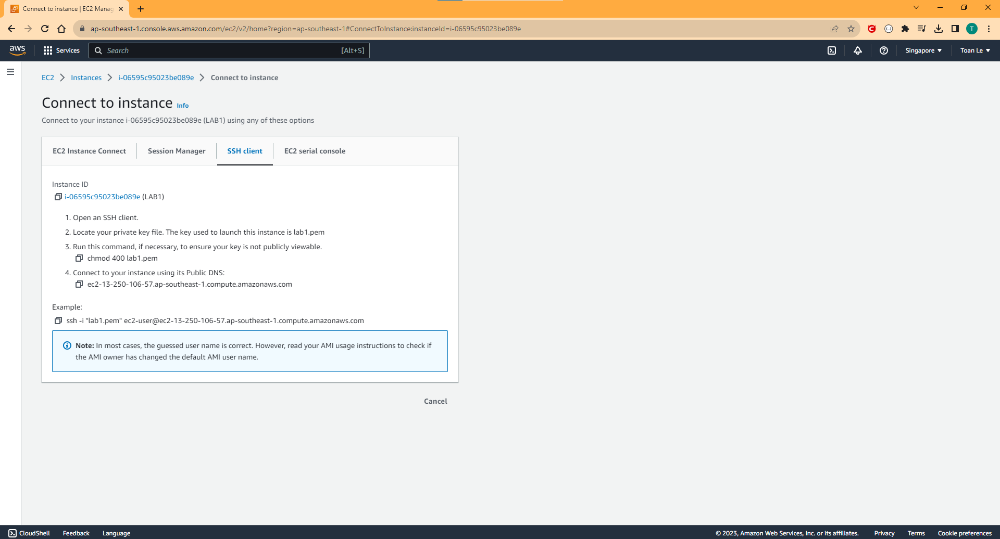 Connect to instance | EC2 Manag
ap-southeast-1.console.aws.amazon.com/ec2/v2/home?region=ap-southeast-1#ConnectToInstance:instanceId=i-06595c95023be089e
T
aws
Services
Search
[Alt+S]
Singapore
Toan Le
EC2
Instances
i-06595c95023be089e
Connect to instance
Connect to instance Info
Connect to your instance i-06595c95023be089e (LAB1) using any of these options
EC2 Instance Connect
Session Manager
SSH client
EC2 serial console
Instance ID
i-06595c95023be089e (LAB1)
1. Open an SSH client.
2. Locate your private key file. The key used to launch this instance is lab1.pem
3. Run this command, if necessary, to ensure your key is not publicly viewable.
chmod 400 lab1.pem
4. Connect to your instance using its Public DNS:
ec2-13-250-106-57.ap-southeast-1.compute.amazonaws.com
Example:
ssh -i "lab1.pem" ec2-user@ec2-13-250-106-57.ap-southeast-1.compute.amazonaws.com
Note: In most cases, the guessed user name is correct. However, read your AMI usage instructions to check if
the AMI owner has changed the default AMI user name.
Cancel
CloudShell
Feedback
Language
© 2023, Amazon Web Services, Inc. or its affiliates.
Privacy
Terms
Cookie preferences